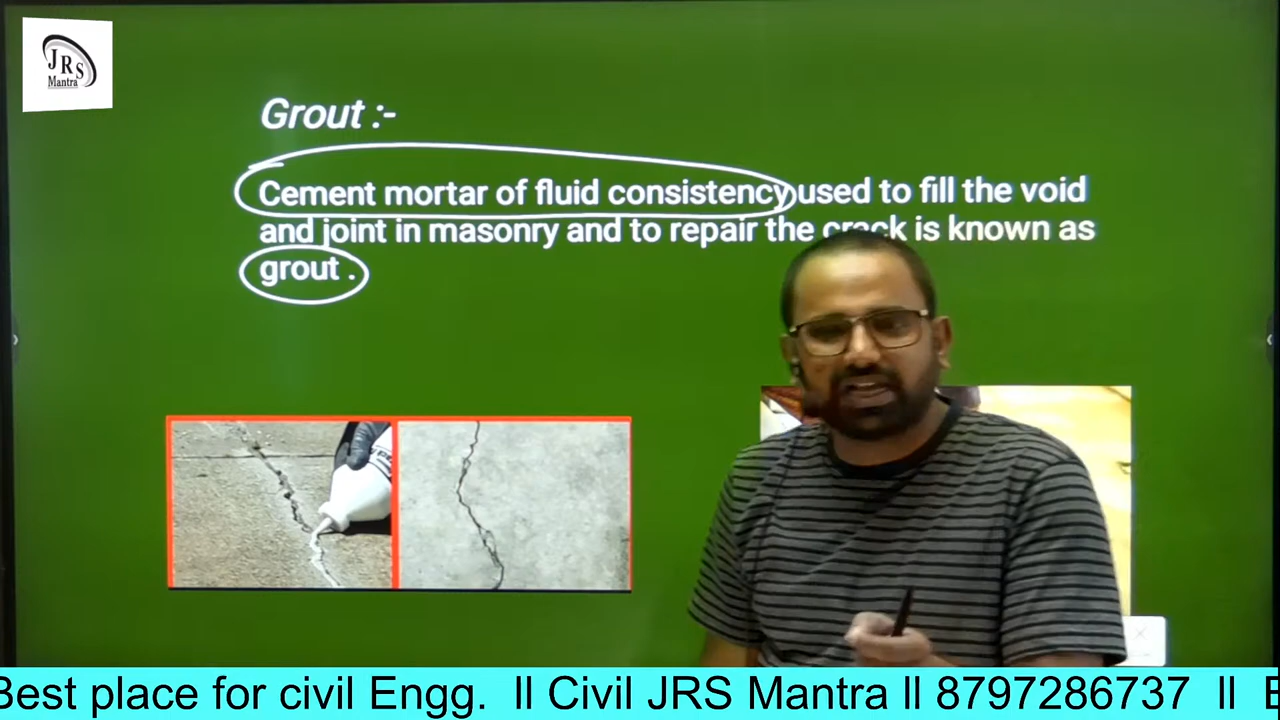 JRS
Mantra
Grout :-
Cement mortar of fluid consistency used to fill the void
and joint in masonry and to repair the crack is known as
grout .
Best place for civil Engg. ll Civil JRS Mantra ll 8797286737 ll